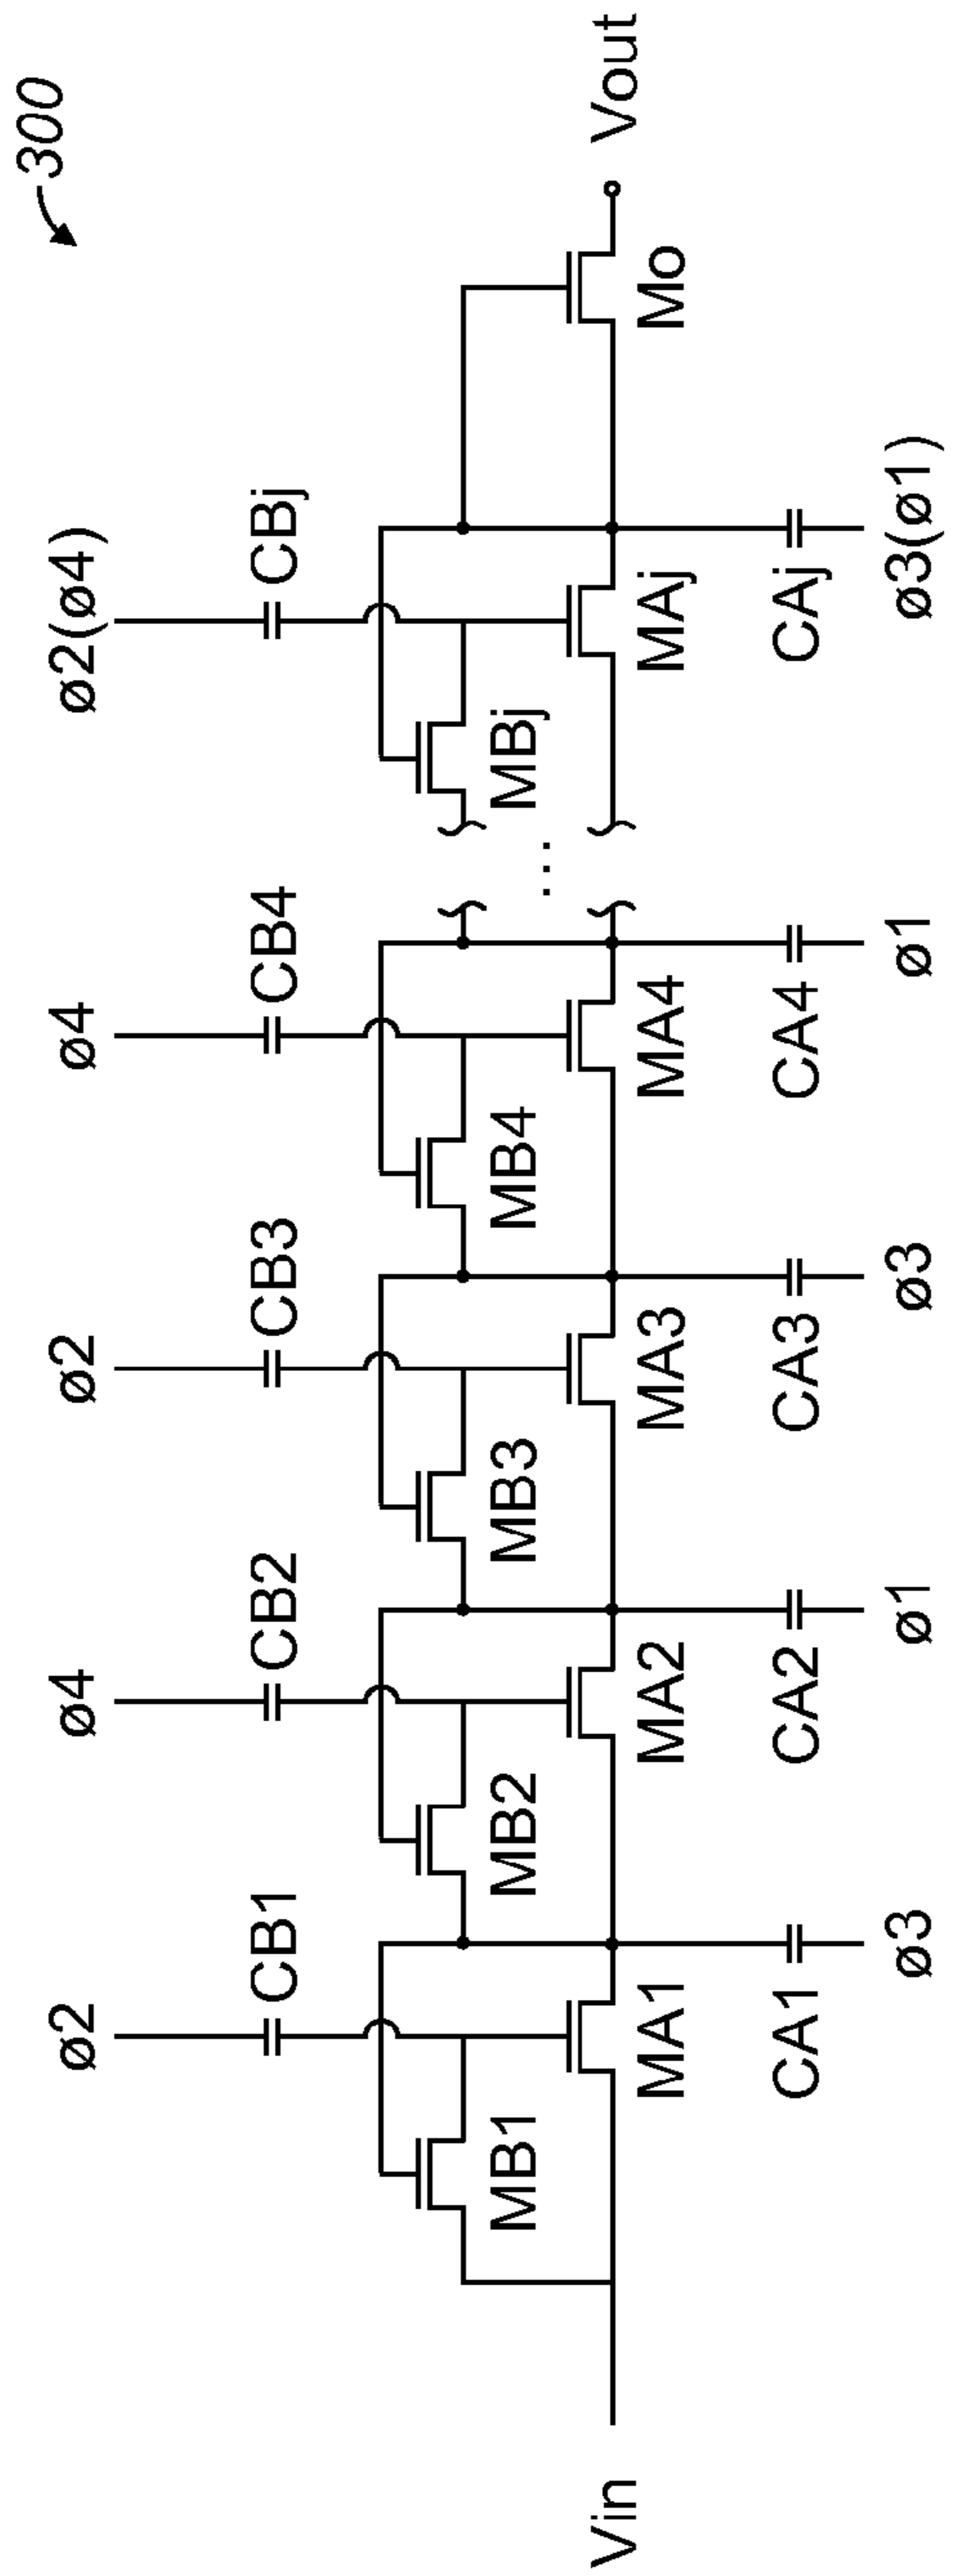 300
ø2 ø4 ø2 ø4 ø2(ø4)
CB1 CB2 CB3 CB4 CBj
MB1 MB2 MB3 MB4 MBj
...
Vin Vout
MA1 MA2 MA3 MA4 MAj Mo
CA1 CA2 CA3 CA4 CAj
ø3 ø1 ø3 ø1 ø3(ø1)